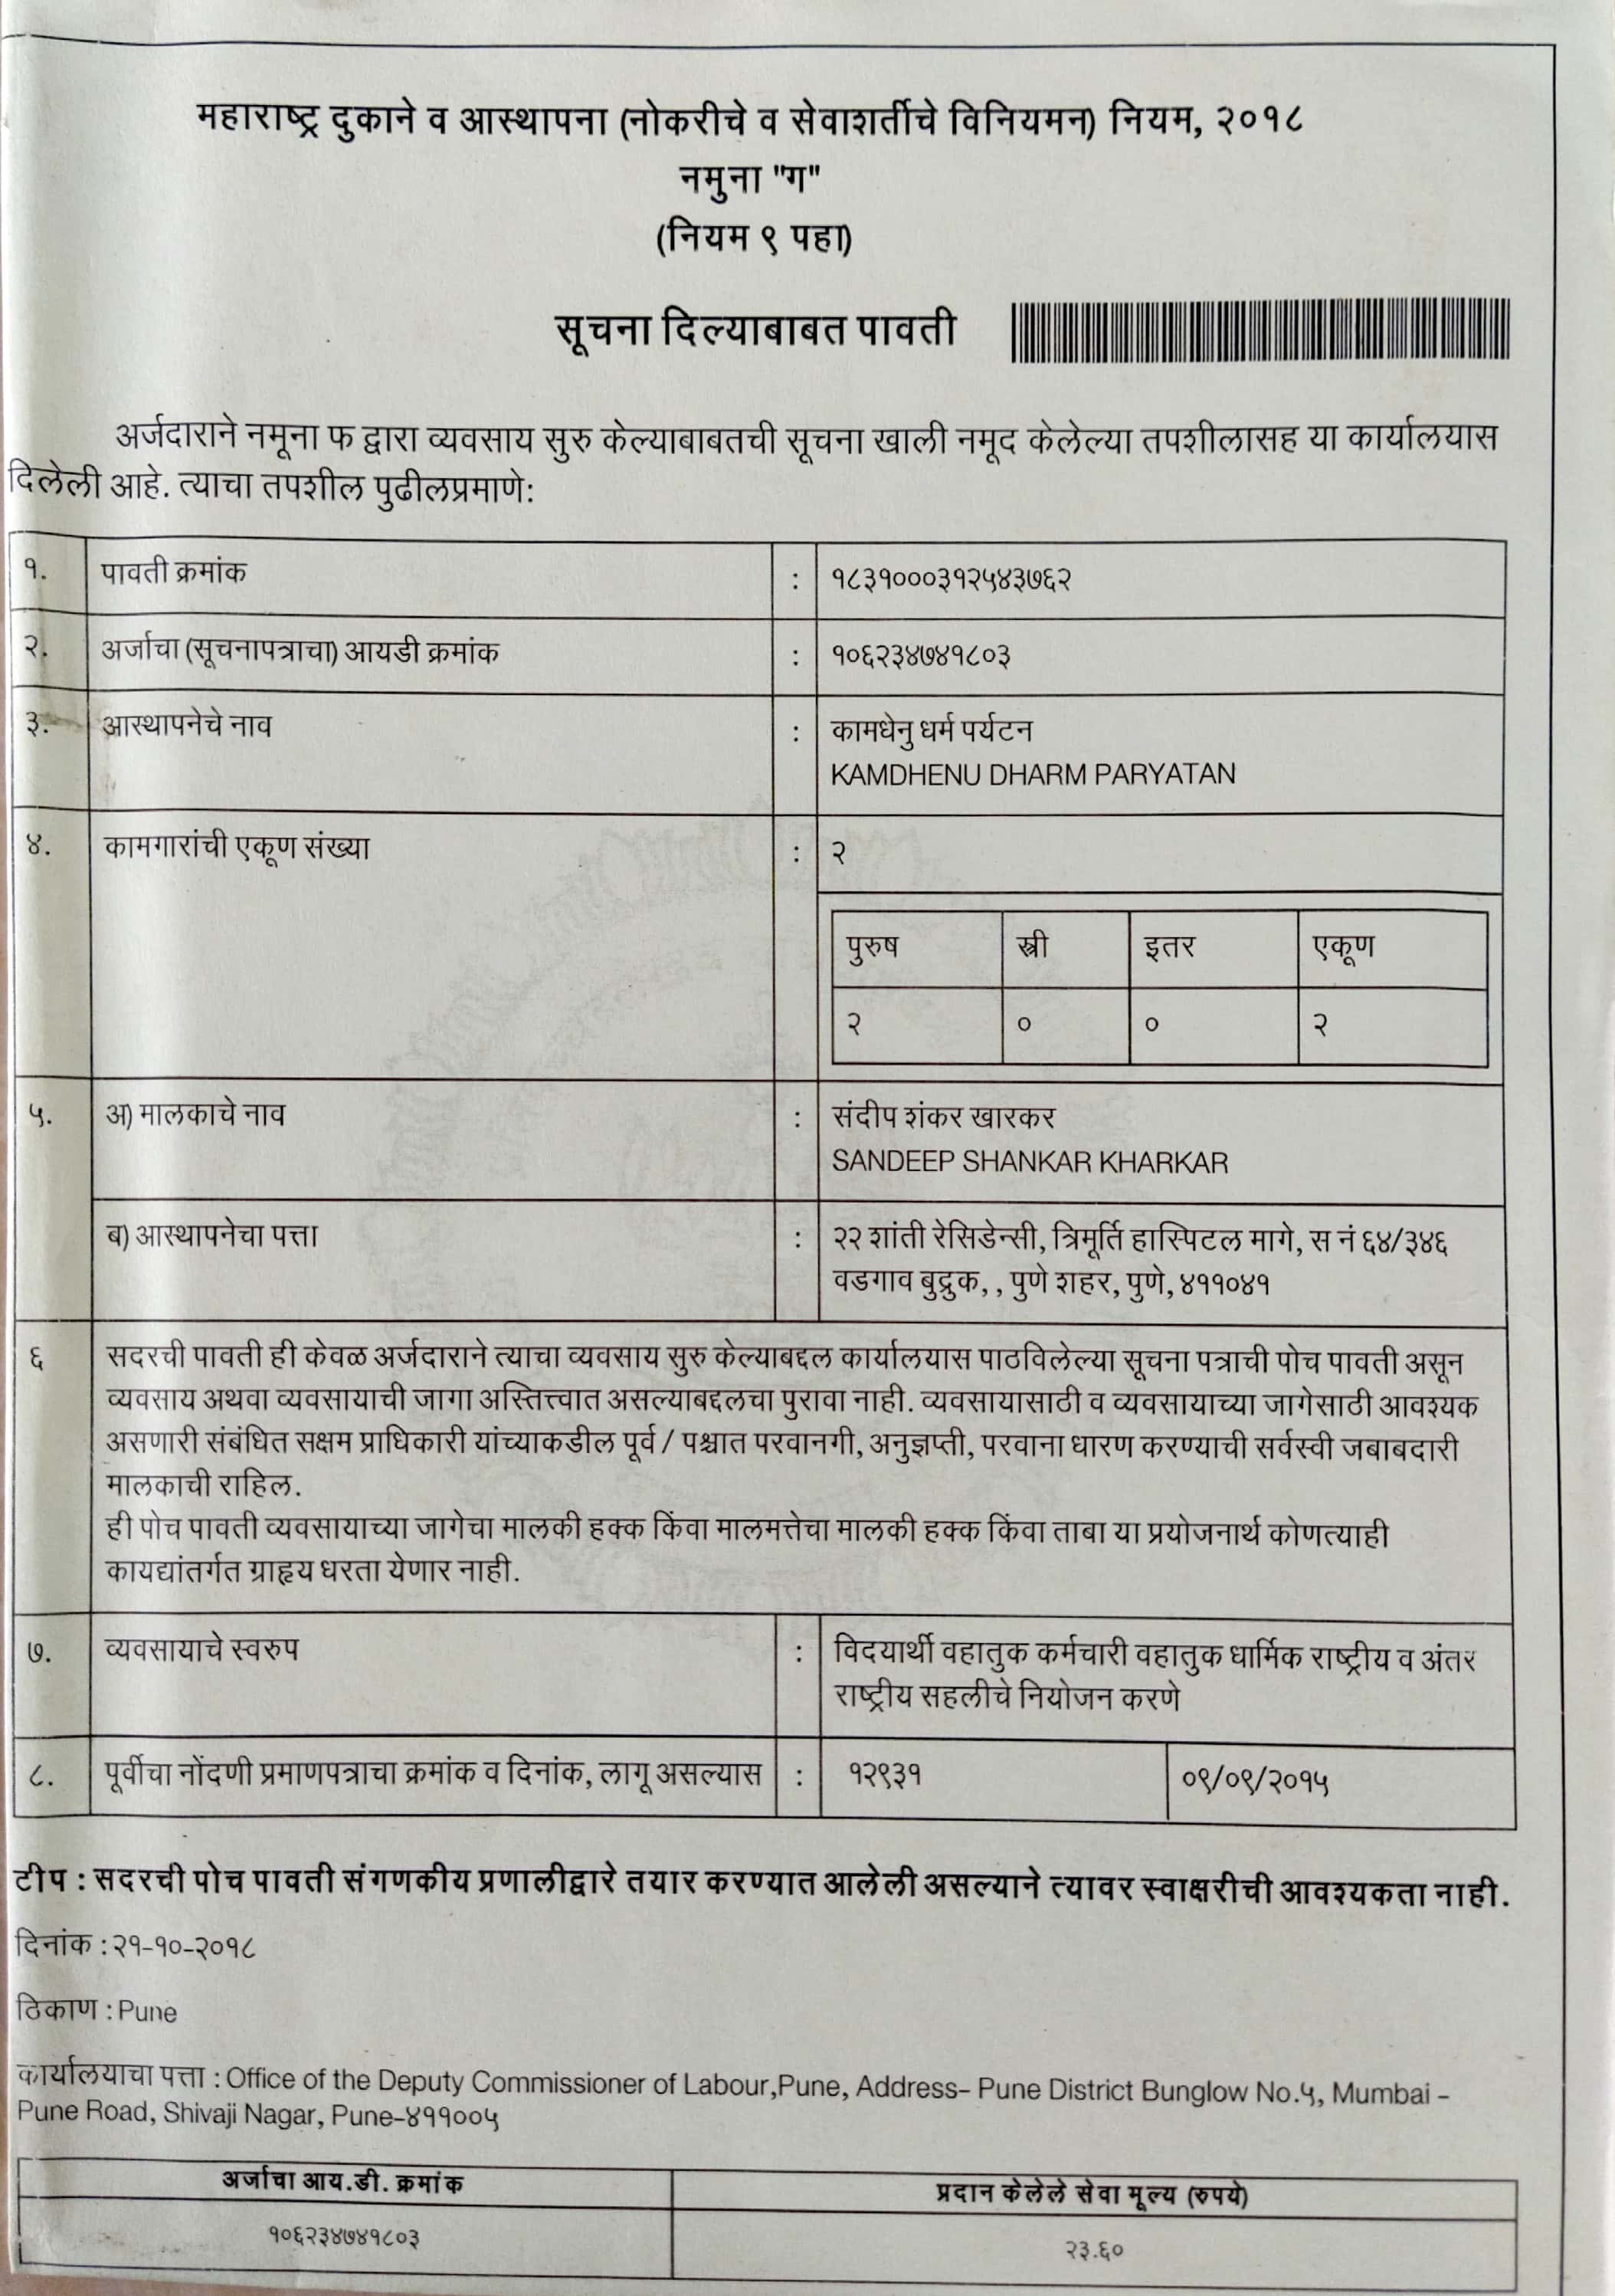 महाराष्ट्र दुकाने व आस्थापना (नोकरीचे व सेवाशर्तीचे विनियमन) नियम, २०१८
नमुना "ग"
(नियम ९ पहा)
सूचना दिल्याबाबत पावती
अर्जदाराने नमूना फ द्वारा व्यवसाय सुरु केल्याबाबतची सूचना खाली नमूद केलेल्या तपशीलासह या कार्यालयास
दिलेली आहे. त्याचा तपशील पुढीलप्रमाणे:
१. पावती क्रमांक : १८३१०००३१२५४३७६२
२. अर्जाचा (सूचनापत्राचा) आयडी क्रमांक : १०६२३४७४१८०३
३. आस्थापनेचे नाव : कामधेनु धर्म पर्यटन
KAMDHENU DHARM PARYATAN
४. कामगारांची एकूण संख्या : २
पुरुष स्त्री इतर एकूण
२ ० ० २
५. अ) मालकाचे नाव : संदीप शंकर खारकर
SANDEEP SHANKAR KHARKAR
ब) आस्थापनेचा पत्ता : २२ शांती रेसिडेन्सी, त्रिमूर्ति हास्पिटल मागे, स नं ६४/३४६
वडगाव बुद्रुक, , पुणे शहर, पुणे, ४११०४१
६ सदरची पावती ही केवळ अर्जदाराने त्याचा व्यवसाय सुरु केल्याबद्दल कार्यालयास पाठविलेल्या सूचना पत्राची पोच पावती असून
व्यवसाय अथवा व्यवसायाची जागा अस्तित्त्वात असल्याबद्दलचा पुरावा नाही. व्यवसायासाठी व व्यवसायाच्या जागेसाठी आवश्यक
असणारी संबंधित सक्षम प्राधिकारी यांच्याकडील पूर्व / पश्चात परवानगी, अनुज्ञप्ती, परवाना धारण करण्याची सर्वस्वी जबाबदारी
मालकाची राहिल.
ही पोच पावती व्यवसायाच्या जागेचा मालकी हक्क किंवा मालमत्तेचा मालकी हक्क किंवा ताबा या प्रयोजनार्थ कोणत्याही
कायद्यांतर्गत ग्राह्य धरता येणार नाही.
७. व्यवसायाचे स्वरुप : विदयार्थी वहातुक कर्मचारी वहातुक धार्मिक राष्ट्रीय व अंतर
राष्ट्रीय सहलीचे नियोजन करणे
८. पूर्वीचा नोंदणी प्रमाणपत्राचा क्रमांक व दिनांक, लागू असल्यास : १२९३१ ०९/०९/२०१५
टीप : सदरची पोच पावती संगणकीय प्रणालीद्वारे तयार करण्यात आलेली असल्याने त्यावर स्वाक्षरीची आवश्यकता नाही.
दिनांक : २१-१०-२०१८
ठिकाण : Pune
कार्यालयाचा पत्ता : Office of the Deputy Commissioner of Labour,Pune, Address- Pune District Bunglow No.५, Mumbai -
Pune Road, Shivaji Nagar, Pune-४११००५
अर्जाचा आय.डी. क्रमांक प्रदान केलेले सेवा मूल्य (रुपये)
१०६२३४७४१८०३ २३.६०